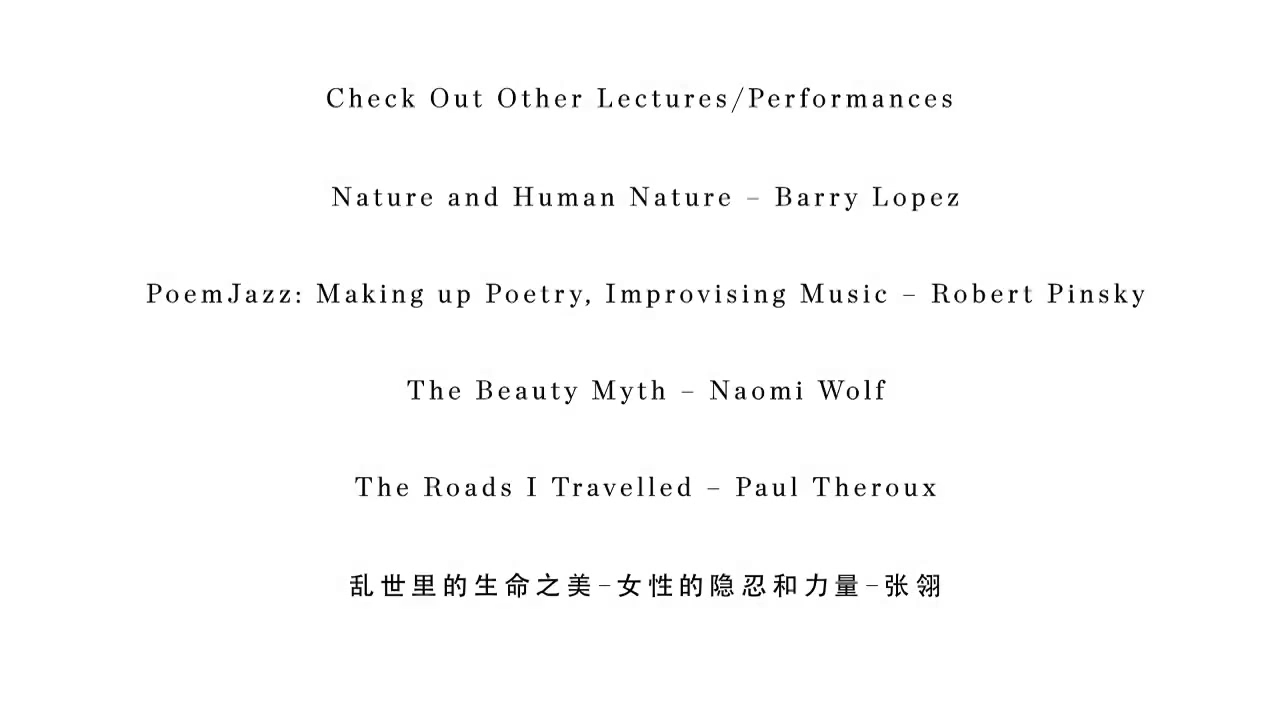 Check Out Other Lectures/Performances
Nature and Human Nature – Barry Lopez
PoemJazz: Making up Poetry, Improvising Music – Robert Pinsky
The Beauty Myth – Naomi Wolf
The Roads I Travelled – Paul Theroux
乱世里的生命之美–女性的隐忍和力量–张翎